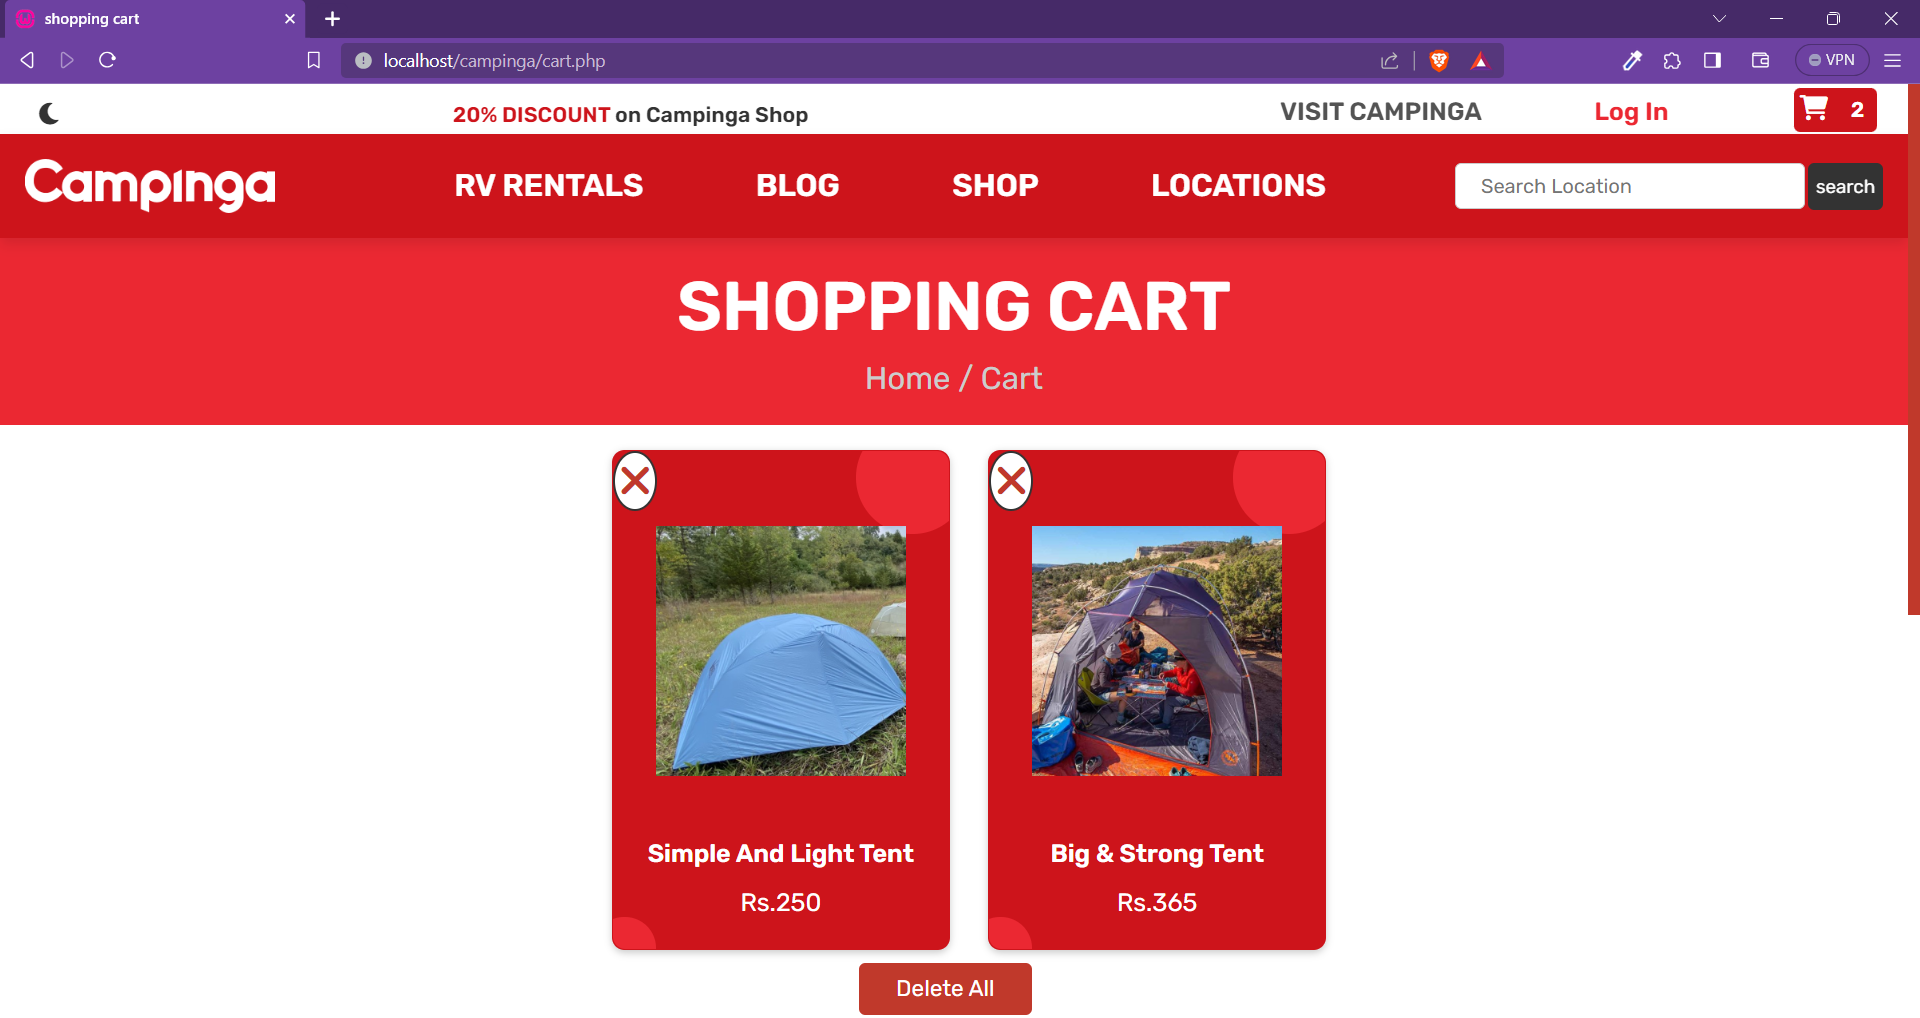 shopping cart
localhost/campinga/cart.php
VPN
20% DISCOUNT on Campinga Shop
VISIT CAMPINGA
Log In
2
Campinga
RV RENTALS
BLOG
SHOP
LOCATIONS
Search Location
search
SHOPPING CART
Home / Cart
Simple And Light Tent
Rs.250
Big & Strong Tent
Rs.365
Delete All